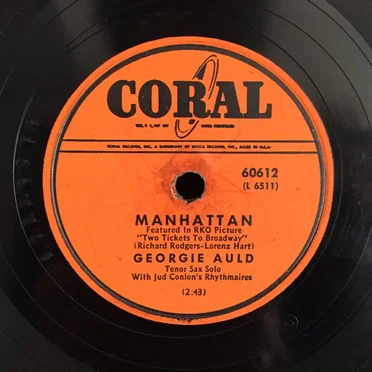 CORAL
CORAL RECORDS, INC., A SUBSIDIARY OF DECCA RECORDS, INC., MADE IN U.S.A.
60612
(L 6511)
MANHATTAN
Featured In RKO Picture
"Two Tickets To Broadway"
(Richard Rodgers-Lorenz Hart)
GEORGIE AULD
Tenor Sax Solo
With Jud Conlon's Rhythmaires
(2:43)